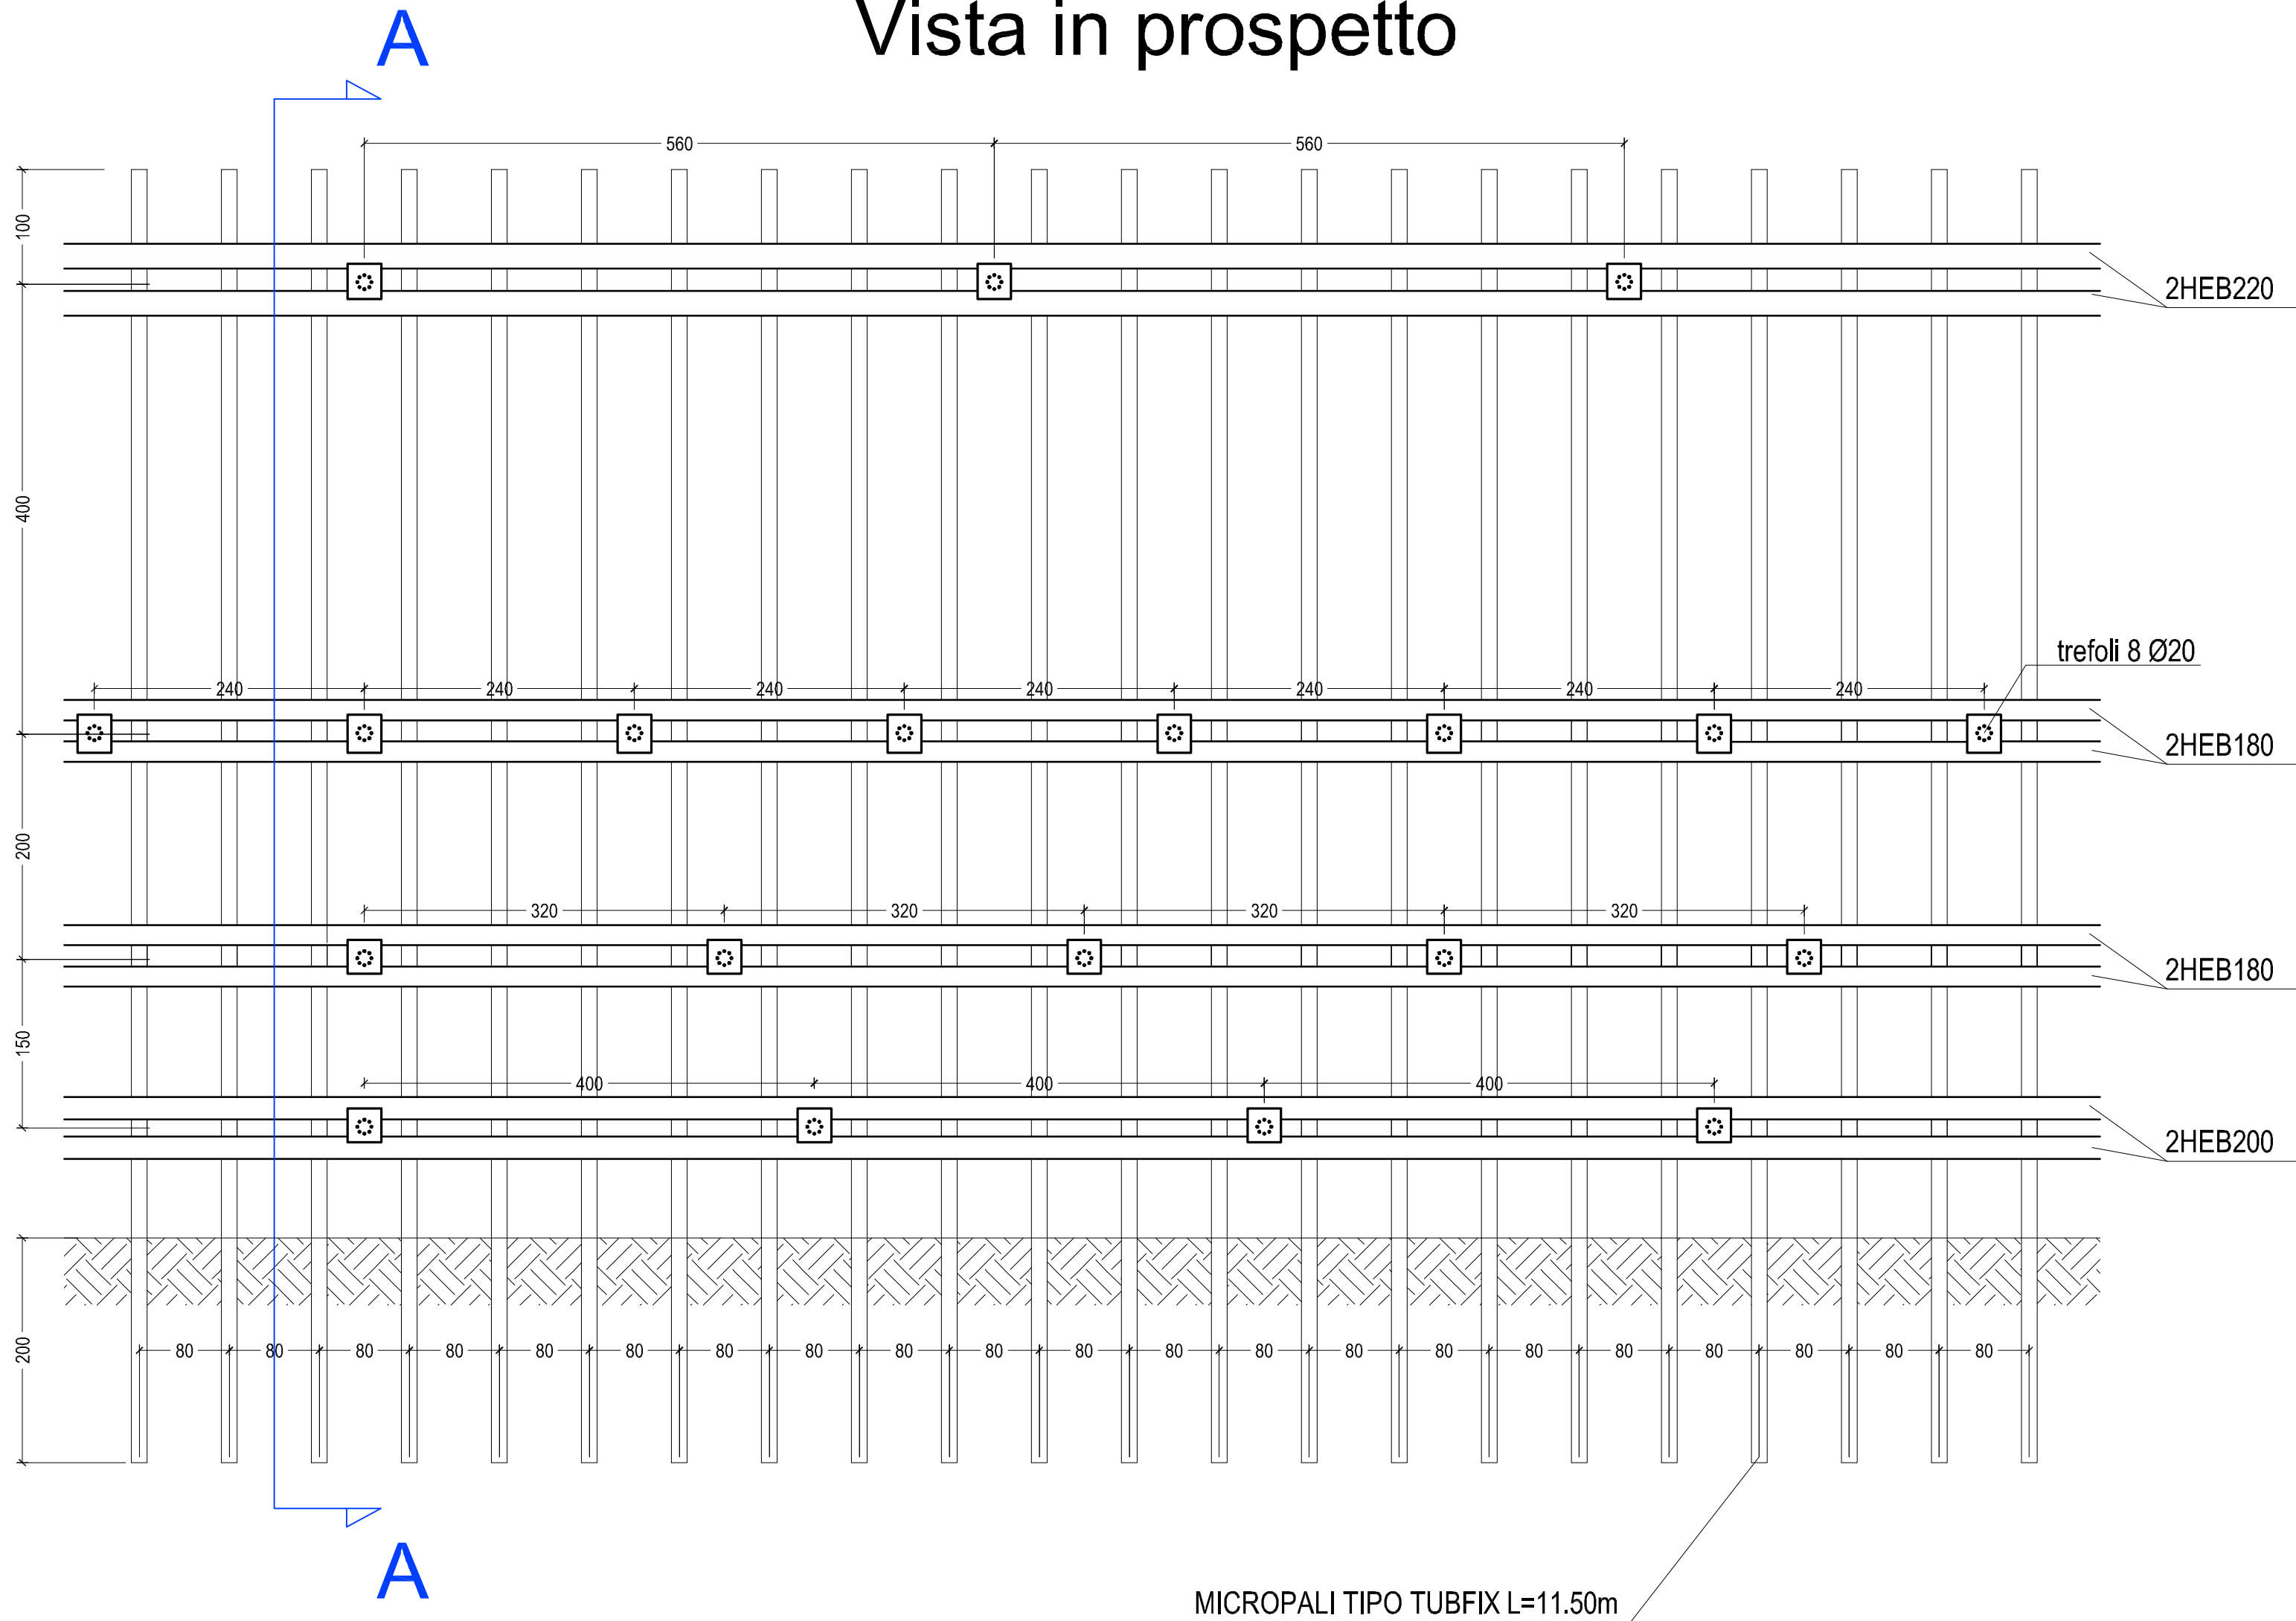 Vista in prospetto
A
560 560
100
2HEB220
400
trefoli 8 Ø20
240 240 240 240 240 240 240
2HEB180
200
320 320 320 320
2HEB180
150
400 400 400
2HEB200
200
80 80 80 80 80 80 80 80 80 80 80 80 80 80 80 80 80 80 80 80 80
A
MICROPALI TIPO TUBFIX L=11.50m